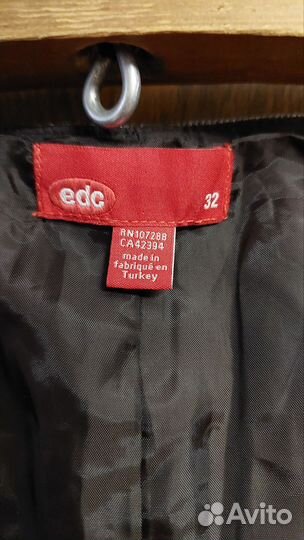 edc
32
RN107288
CA42394
made in
fabriqué en
Turkey
Avito